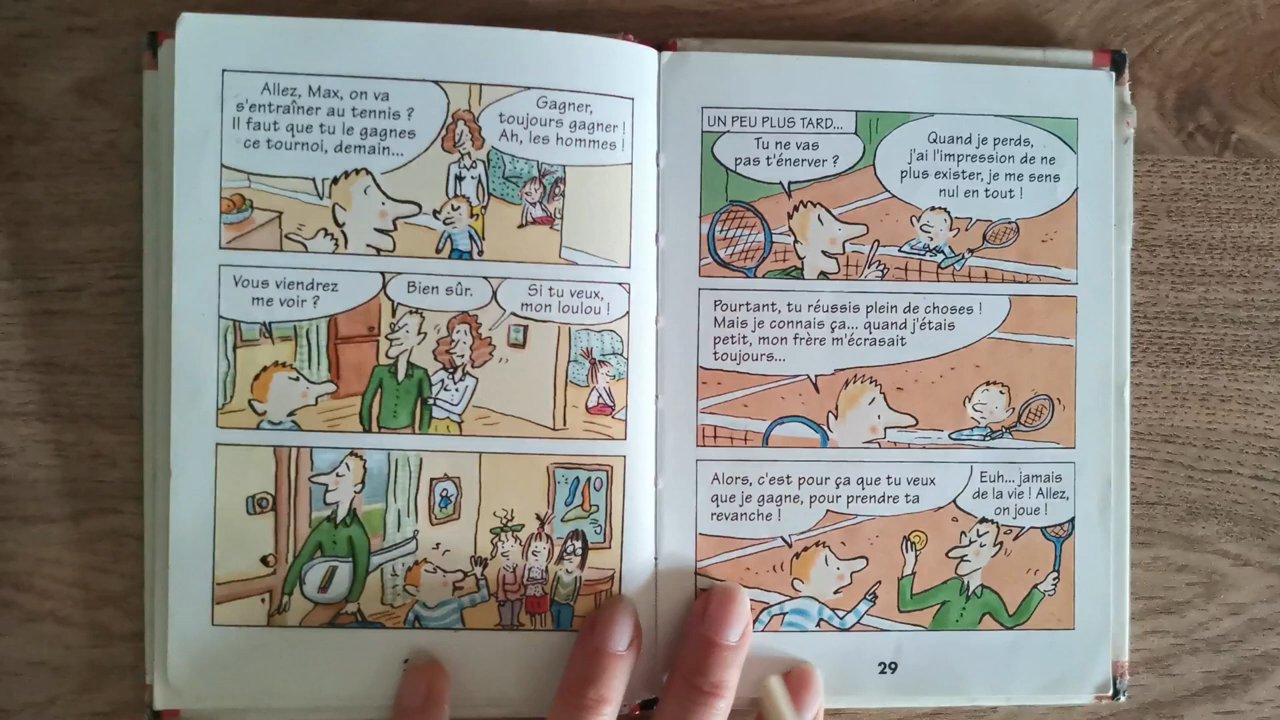 Allez, Max, on va
s'entraîner au tennis ?
Il faut que tu le gagnes
ce tournoi, demain...
Gagner,
toujours gagner !
Ah, les hommes !
Vous viendrez
me voir ?
Bien sûr.
Si tu veux,
mon loulou !
UN PEU PLUS TARD...
Tu ne vas
pas t'énerver ?
Quand je perds,
j'ai l'impression de ne
plus exister, je me sens
nul en tout !
Pourtant, tu réussis plein de choses !
Mais je connais ça... quand j'étais
petit, mon frère m'écrasait
toujours...
Alors, c'est pour ça que tu veux
que je gagne, pour prendre ta
revanche !
Euh... jamais
de la vie ! Allez,
on joue !
29